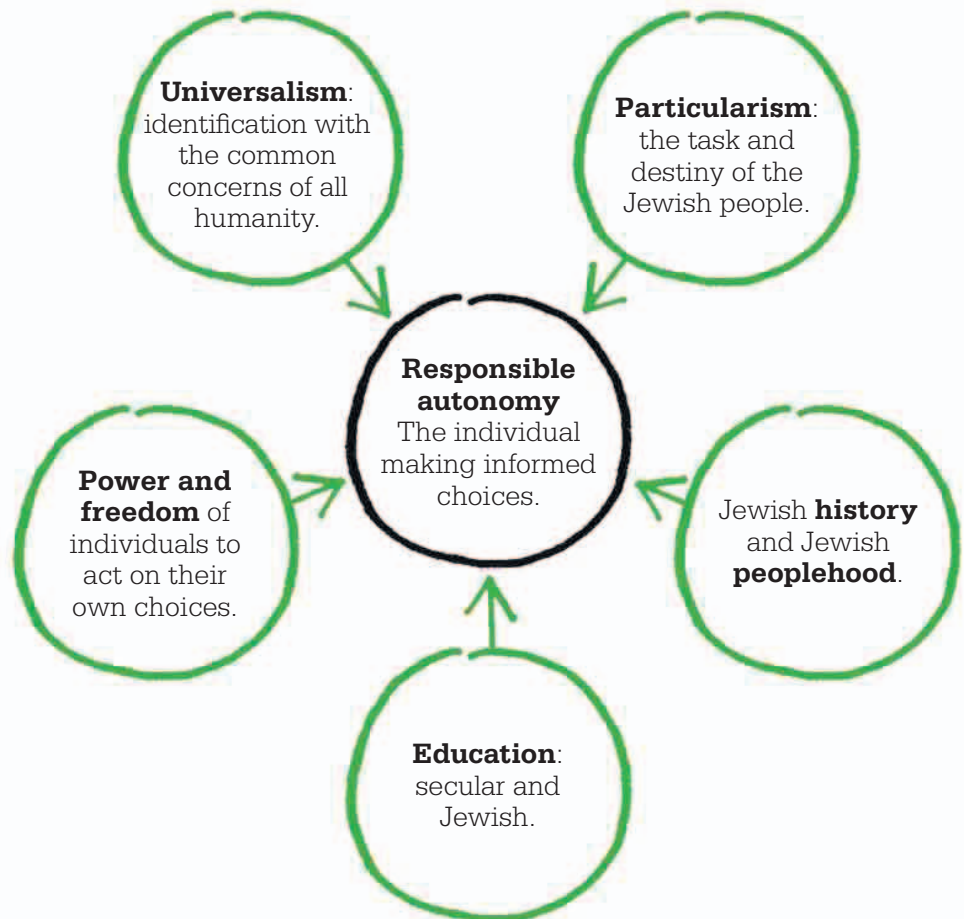 Universalism:
identification with
the common
concerns of all
humanity.
Particularism:
the task and
destiny of the
Jewish people.
Responsible
autonomy
The individual
making informed
choices.
Power and
freedom of
individuals to
act on their
own choices.
Jewish history
and Jewish
peoplehood.
Education:
secular and
Jewish.